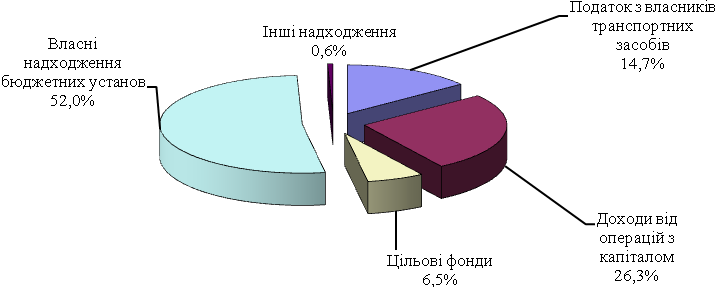 Власні
надходження
бюджетних установ
52,0%
Інші надходження
0,6%
Податок з власників
транспортних
засобів
14,7%
Доходи від
операцій з
капіталом
26,3%
Цільові фонди
6,5%